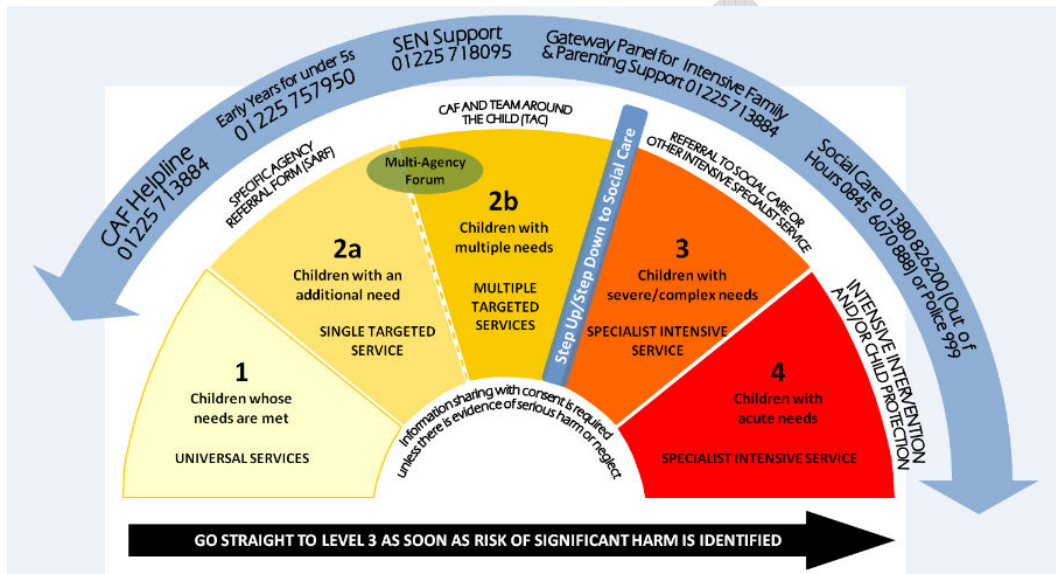 CAF Helpline
01225 713884
Early Years for under 5s
01225 757950
SEN Support
01225 718095
Gateway Panel for Intensive Family
& Parenting Support 01225 713884
Social Care 01380 826200 (Out of
Hours 0845 6070 888) or Police 999
SPECIFIC AGENCY
REFERRAL FORM (SARF)
CAF AND TEAM AROUND
THE CHILD (TAC)
REFERRAL TO SOCIAL CARE OR
OTHER INTENSIVE SPECIALIST SERVICE
INTENSIVE INTERVENTION
AND/OR CHILD PROTECTION
1
Children whose
needs are met
UNIVERSAL SERVICES
2a
Children with an
additional need
SINGLE TARGETED
SERVICE
Multi-Agency
Forum
2b
Children with
multiple needs
MULTIPLE
TARGETED
SERVICES
Step Up/Step Down to Social Care
3
Children with
severe/complex needs
SPECIALIST INTENSIVE
SERVICE
4
Children with
acute needs
SPECIALIST INTENSIVE SERVICE
Information sharing with consent is required
unless there is evidence of serious harm or neglect
GO STRAIGHT TO LEVEL 3 AS SOON AS RISK OF SIGNIFICANT HARM IS IDENTIFIED